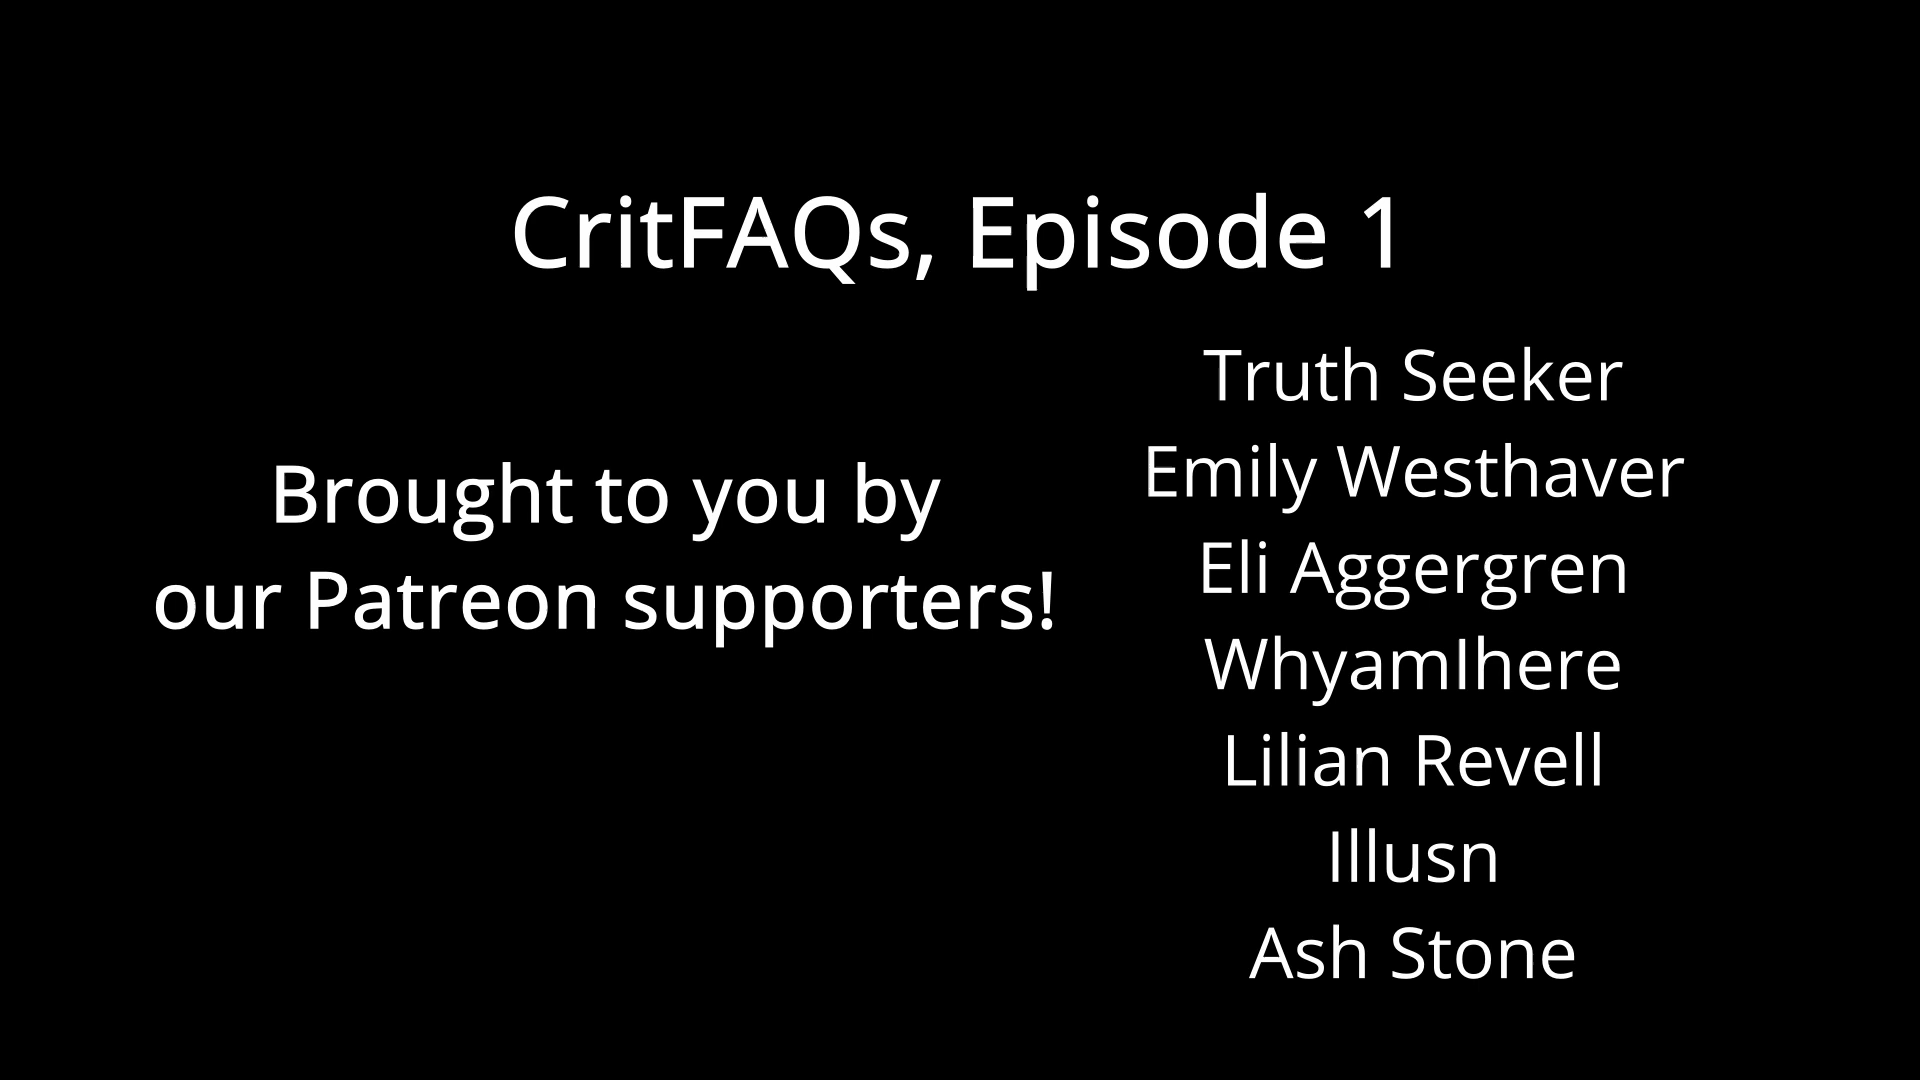 CritFAQs, Episode 1
Brought to you by
our Patreon supporters!
Truth Seeker
Emily Westhaver
Eli Aggergren
WhyamIhere
Lilian Revell
Illusn
Ash Stone